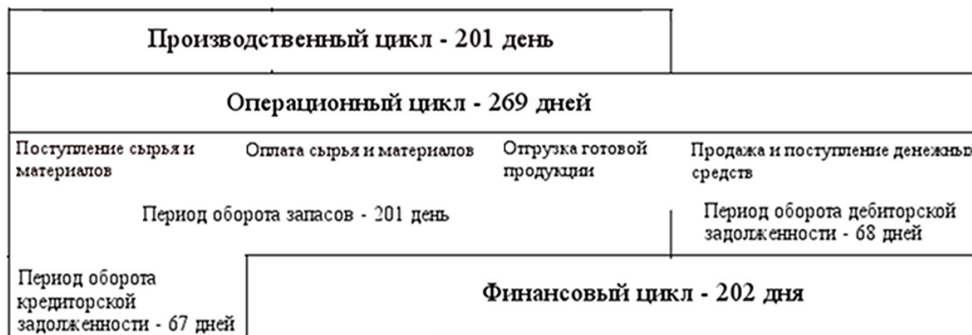 Производственный цикл - 201 день
Операционный цикл - 269 дней
Поступление сырья и
материалов
Оплата сырья и материалов
Отгрузка готовой
продукции
Продажа и поступление денежны
средств
Период оборота запасов - 201 день
Период оборота дебиторской
задолженности - 68 дней
Период оборота
кредиторской
задолженности - 67 дней
Финансовый цикл - 202 дня